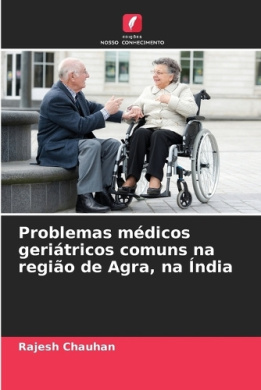 edições
NOSSO CONHECIMENTO
Problemas médicos
geriátricos comuns na
região de Agra, na Índia
Rajesh Chauhan